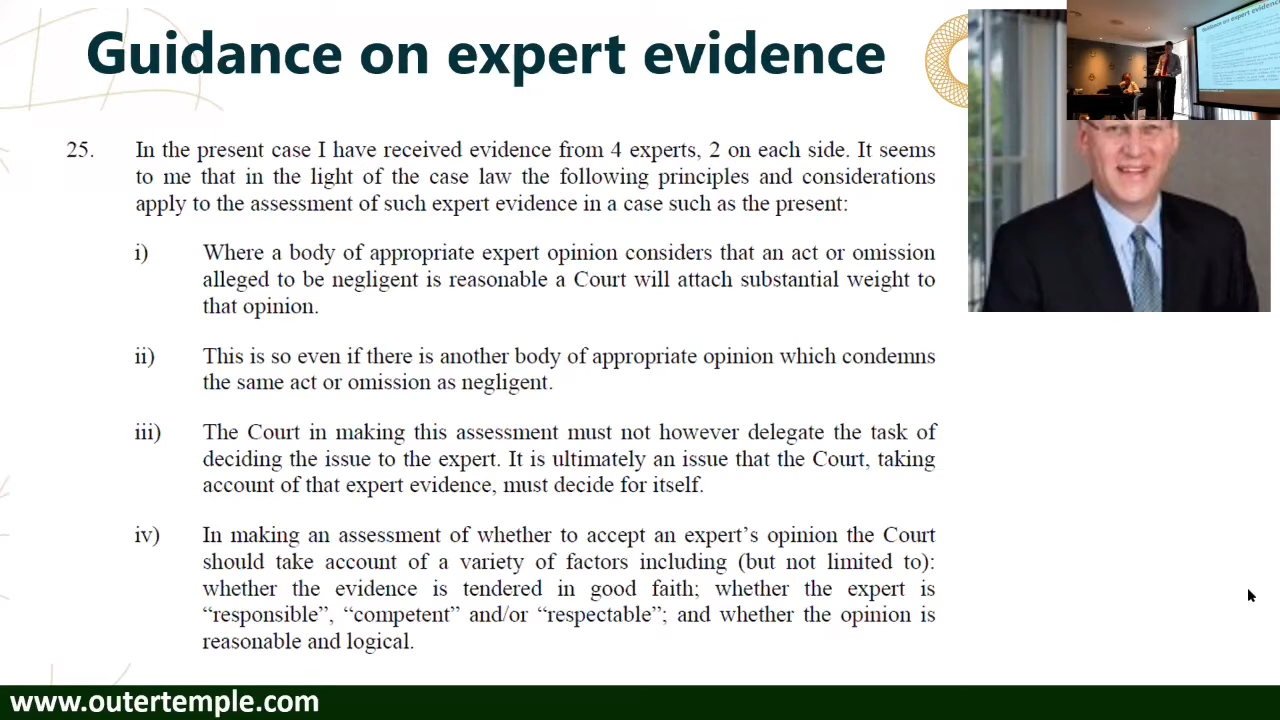 Guidance on expert evidence
25. In the present case I have received evidence from 4 experts, 2 on each side. It seems
to me that in the light of the case law the following principles and considerations
apply to the assessment of such expert evidence in a case such as the present:
i) Where a body of appropriate expert opinion considers that an act or omission
alleged to be negligent is reasonable a Court will attach substantial weight to
that opinion.
ii) This is so even if there is another body of appropriate opinion which condemns
the same act or omission as negligent.
iii) The Court in making this assessment must not however delegate the task of
deciding the issue to the expert. It is ultimately an issue that the Court, taking
account of that expert evidence, must decide for itself.
iv) In making an assessment of whether to accept an expert’s opinion the Court
should take account of a variety of factors including (but not limited to):
whether the evidence is tendered in good faith; whether the expert is
“responsible”, “competent” and/or “respectable”; and whether the opinion is
reasonable and logical.
www.outertemple.com
Guidance on expert evidence